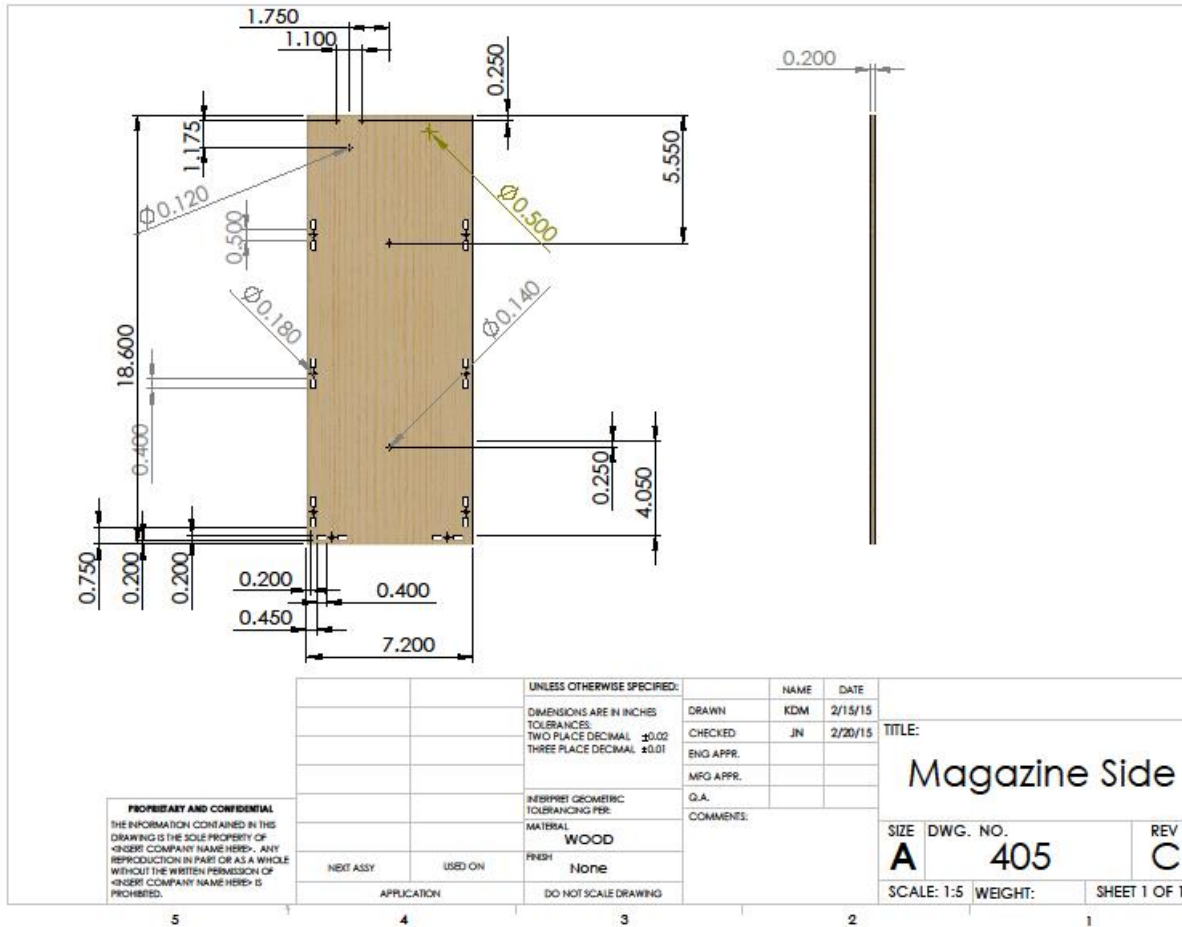 1.750
1.100
0.250
0.200
1.175
5.550
Ø0.120
Ø0.500
0.500
Ø0.180
Ø0.140
18.600
0.400
0.250
4.050
0.750
0.200
0.200
0.200
0.400
0.450
7.200
UNLESS OTHERWISE SPECIFIED:
DIMENSIONS ARE IN INCHES
TOLERANCES:
TWO PLACE DECIMAL ±0.02
THREE PLACE DECIMAL ±0.01
INTERPRET GEOMETRIC
TOLERANCING PER:
MATERIAL
WOOD
FINISH
None
DO NOT SCALE DRAWING
NAME DATE
DRAWN KDM 2/15/15
CHECKED JN 2/20/15
ENG APPR.
MFG APPR.
Q.A.
COMMENTS:
TITLE:
Magazine Side
SIZE DWG. NO. REV
A 405 C
SCALE: 1:5 WEIGHT: SHEET 1 OF 1
PROPRIETARY AND CONFIDENTIAL
THE INFORMATION CONTAINED IN THIS
DRAWING IS THE SOLE PROPERTY OF
<INSERT COMPANY NAME HERE>. ANY
REPRODUCTION IN PART OR AS A WHOLE
WITHOUT THE WRITTEN PERMISSION OF
<INSERT COMPANY NAME HERE> IS
PROHIBITED.
NEXT ASSY USED ON
APPLICATION
5 4 3 2 1